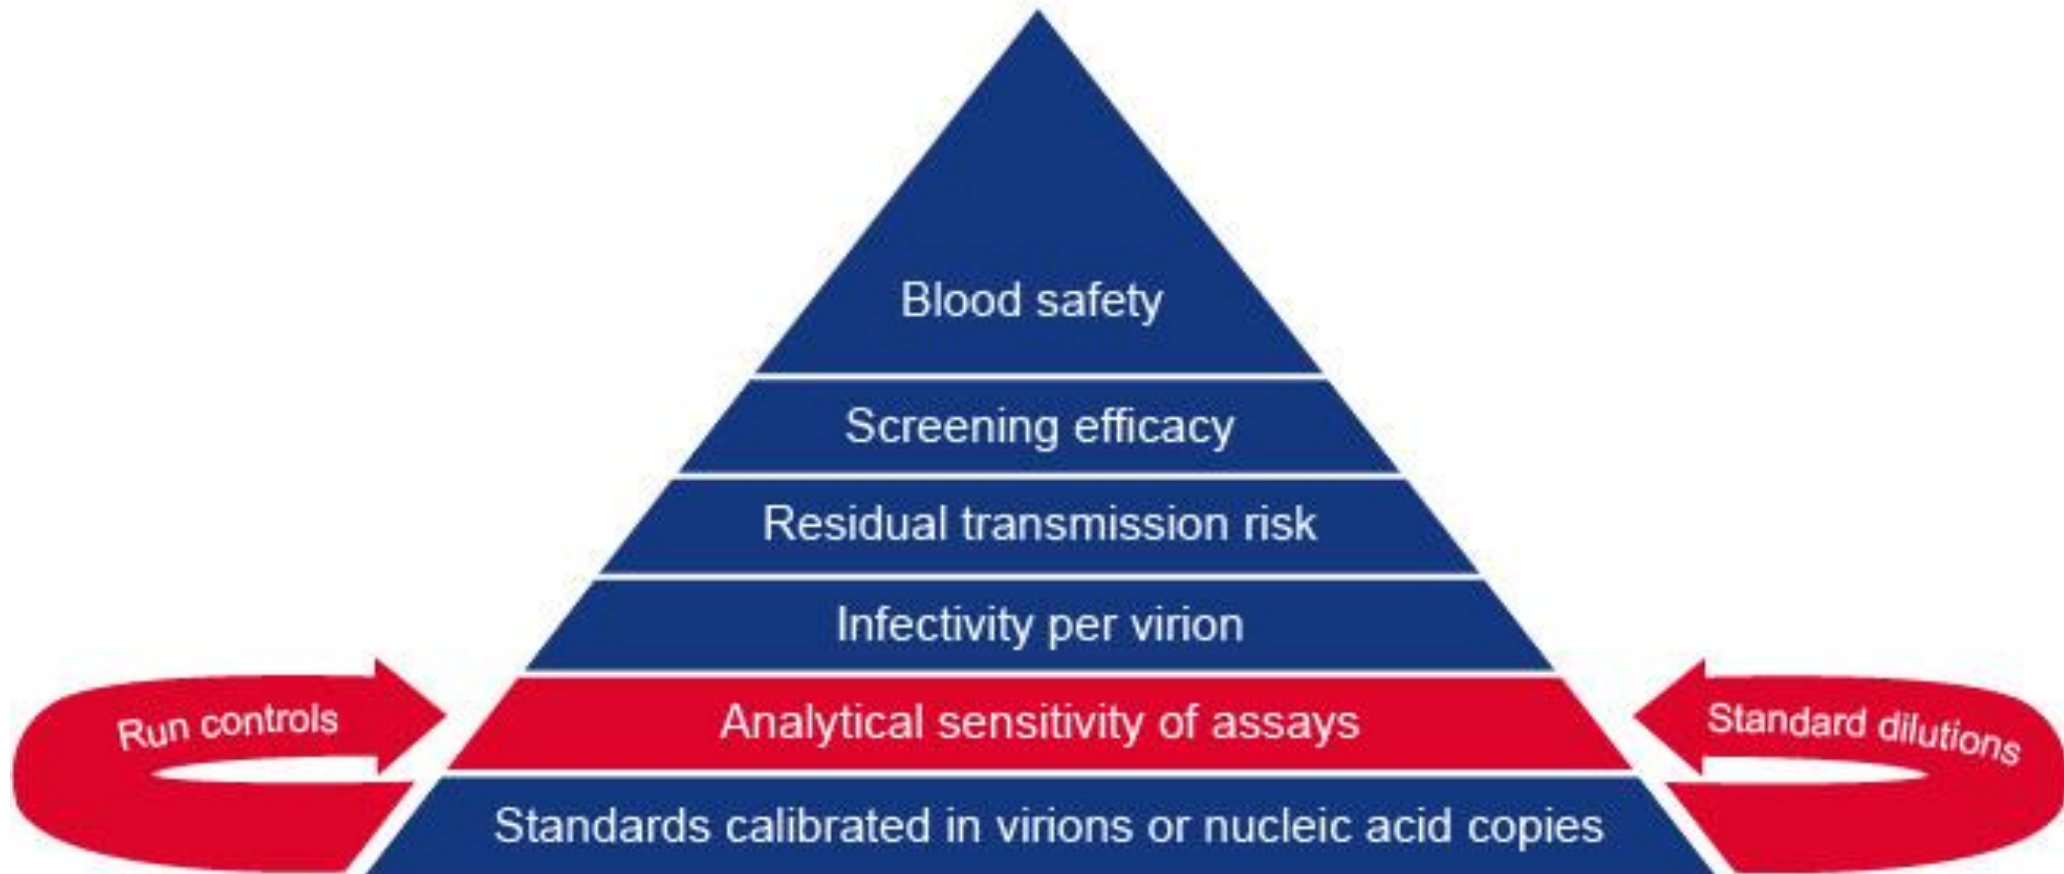 Blood safety
Screening efficacy
Residual transmission risk
Infectivity per virion
Run controls
Analytical sensitivity of assays
Standard dilutions
Standards calibrated in virions or nucleic acid copies